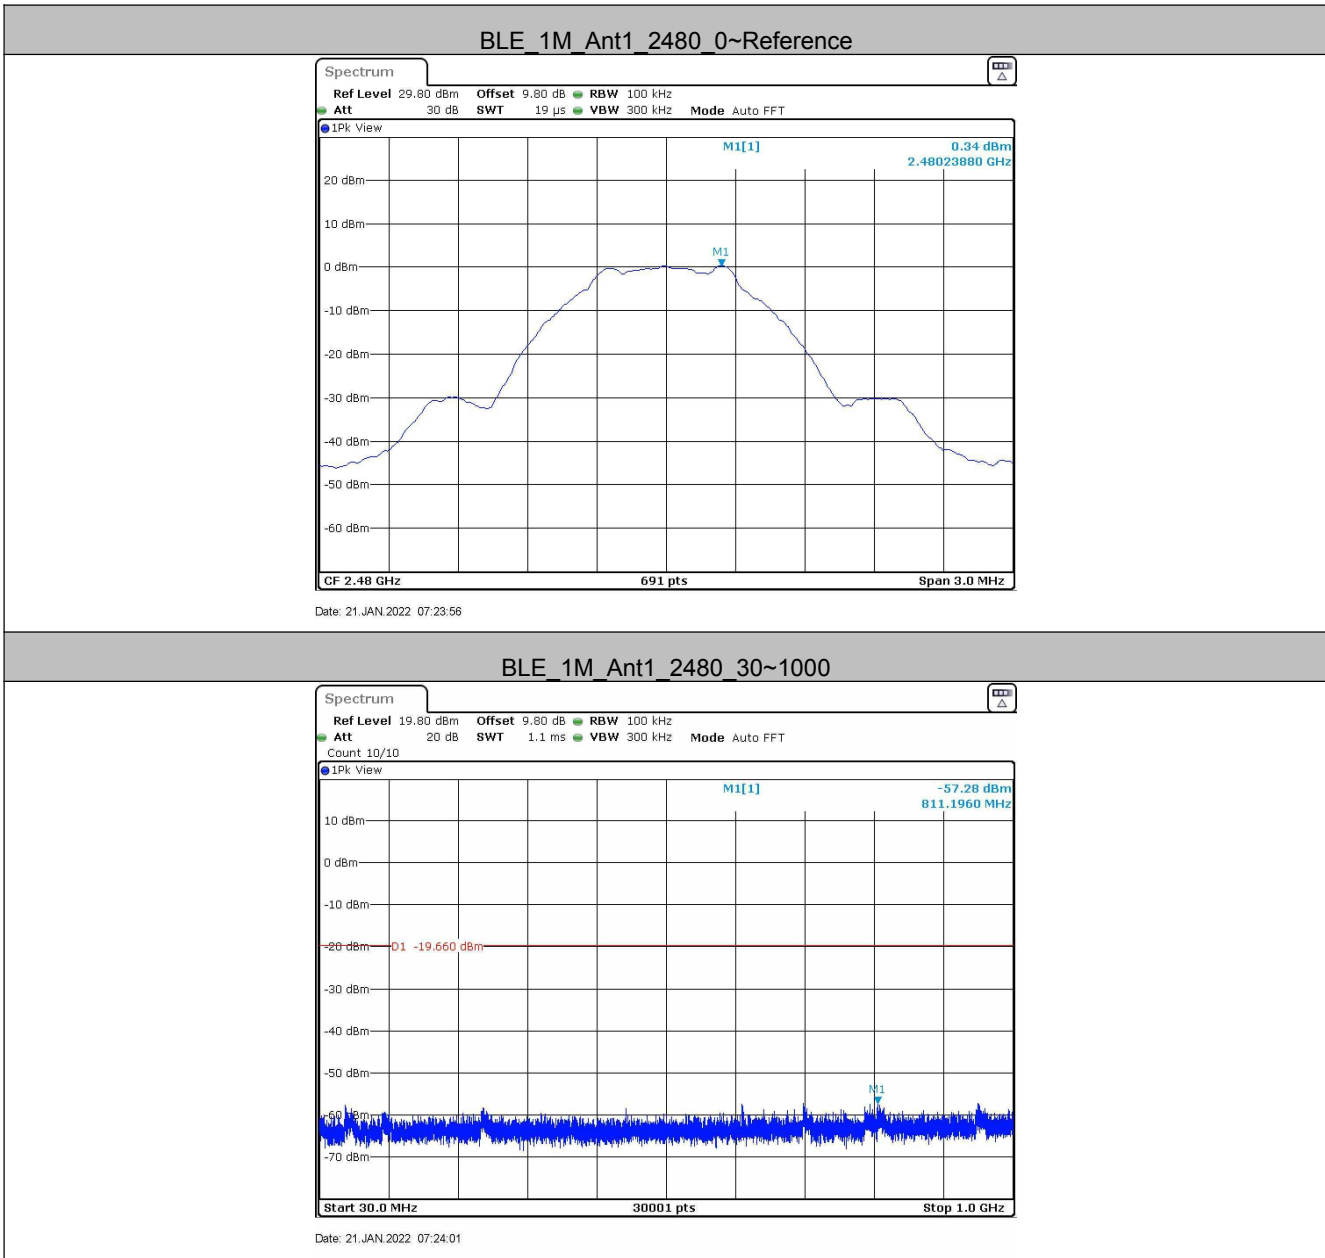 BLE_1M_Ant1_2480_0~Reference
Spectrum
Ref Level 29.80 dBm Offset 9.80 dB RBW 100 kHz
Att 30 dB SWT 19 µs VBW 300 kHz Mode Auto FFT
1Pk View
M1[1] 0.34 dBm
2.48023880 GHz
20 dBm
10 dBm
M1
0 dBm
-10 dBm
-20 dBm
-30 dBm
-40 dBm
-50 dBm
-60 dBm
CF 2.48 GHz 691 pts Span 3.0 MHz
Date: 21.JAN.2022 07:23:56
BLE_1M_Ant1_2480_30~1000
Spectrum
Ref Level 19.80 dBm Offset 9.80 dB RBW 100 kHz
Att 20 dB SWT 1.1 ms VBW 300 kHz Mode Auto FFT
Count 10/10
1Pk View
M1[1] -57.28 dBm
811.1960 MHz
10 dBm
0 dBm
-10 dBm
-20 dBm D1 -19.660 dBm
-30 dBm
-40 dBm
-50 dBm
M1
-60 dBm
-70 dBm
Start 30.0 MHz 30001 pts Stop 1.0 GHz
Date: 21.JAN.2022 07:24:01